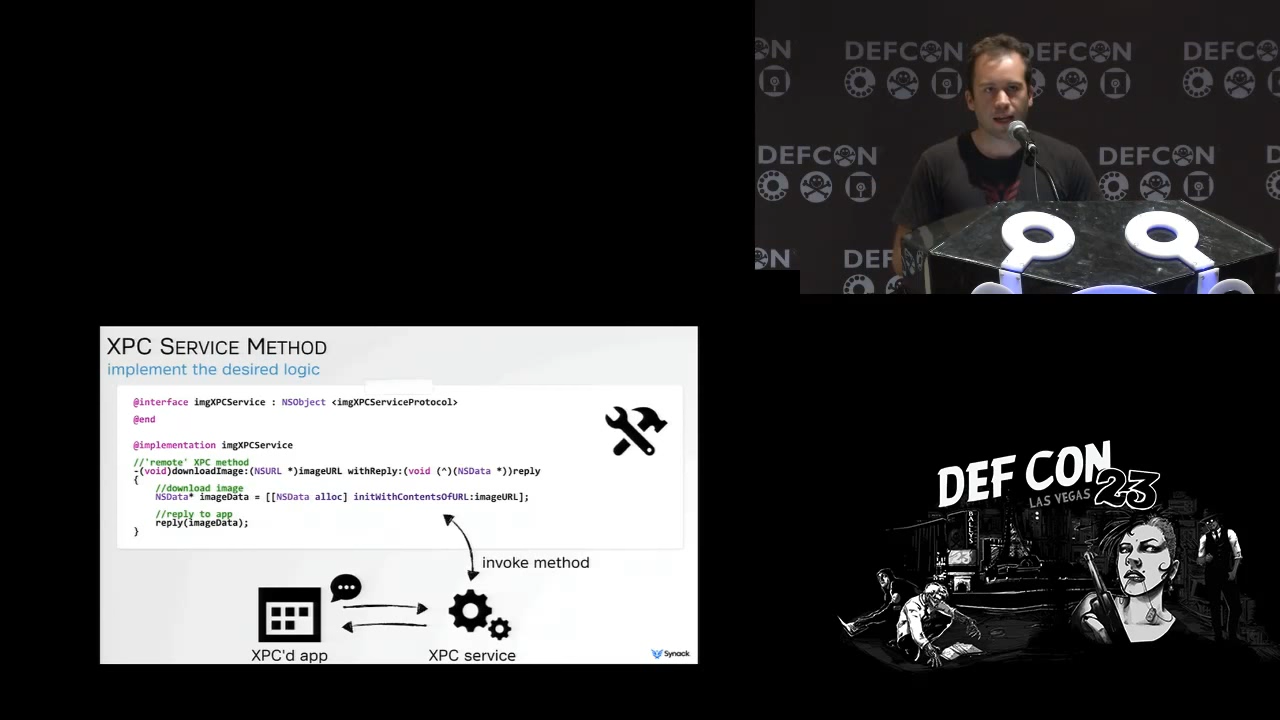 DEFCON
DEFCON
DEFCON
DEFCON
DEFCON
XPC SERVICE METHOD
implement the desired logic
@interface imgXPCService : NSObject <imgXPCServiceProtocol>
@end
@implementation imgXPCService
//'remote' XPC method
-(void)downloadImage:(NSURL *)imageURL withReply:(void (^)(NSData *))reply
{
//download image
NSData* imageData = [[NSData alloc] initWithContentsOfURL:imageURL];
//reply to app
reply(imageData);
}
invoke method
XPC'd app
XPC service
Synack
DEF CON
23
LAS VEGAS
BALLYS
23